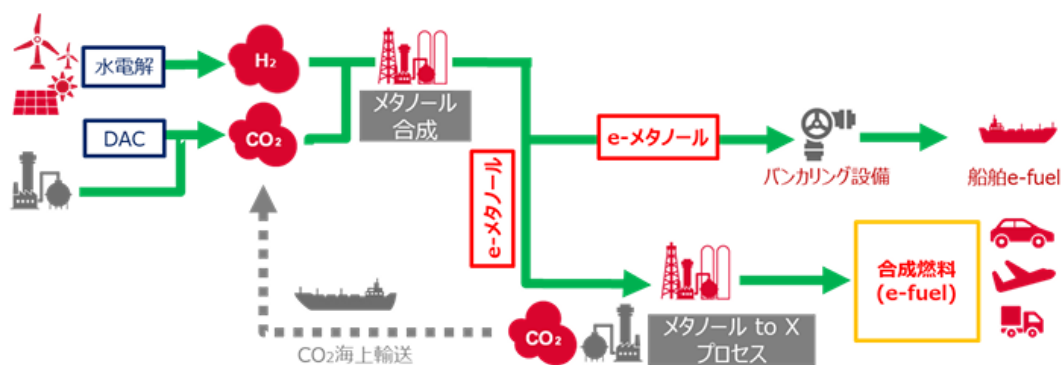 水電解
H₂
メタノール
合成
DAC
CO₂
e-メタノール
バンカリング設備
船舶e-fuel
e-メタノール
合成燃料
(e-fuel)
CO₂
メタノール to X
プロセス
CO₂海上輸送